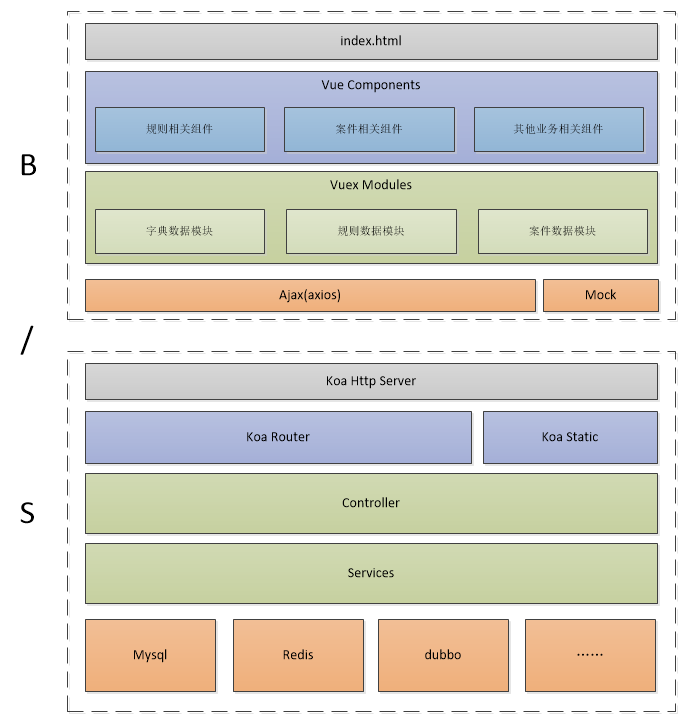 B
index.html
Vue Components
规则相关组件
案件相关组件
其他业务相关组件
Vuex Modules
字典数据模块
规则数据模块
案件数据模块
Ajax(axios)
Mock
/
S
Koa Http Server
Koa Router
Koa Static
Controller
Services
Mysql
Redis
dubbo
……